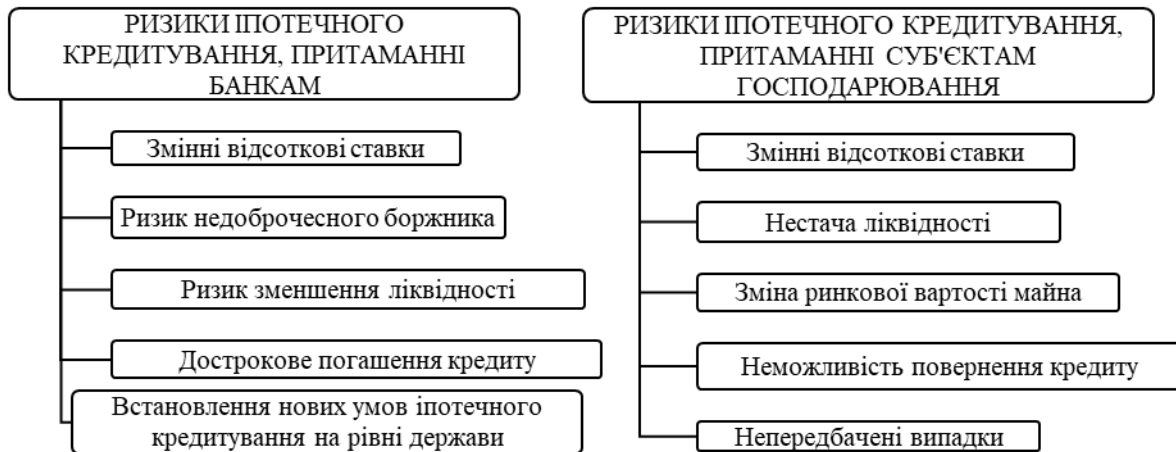 РИЗИКИ ІПОТЕЧНОГО
КРЕДИТУВАННЯ, ПРИТАМАННІ
БАНКАМ
Змінні відсоткові ставки
Ризик недоброчесного боржника
Ризик зменшення ліквідності
Дострокове погашення кредиту
Встановлення нових умов іпотечного
кредитування на рівні держави
РИЗИКИ ІПОТЕЧНОГО КРЕДИТУВАННЯ,
ПРИТАМАННІ СУБ'ЄКТАМ
ГОСПОДАРЮВАННЯ
Змінні відсоткові ставки
Нестача ліквідності
Зміна ринкової вартості майна
Неможливість повернення кредиту
Непередбачені випадки